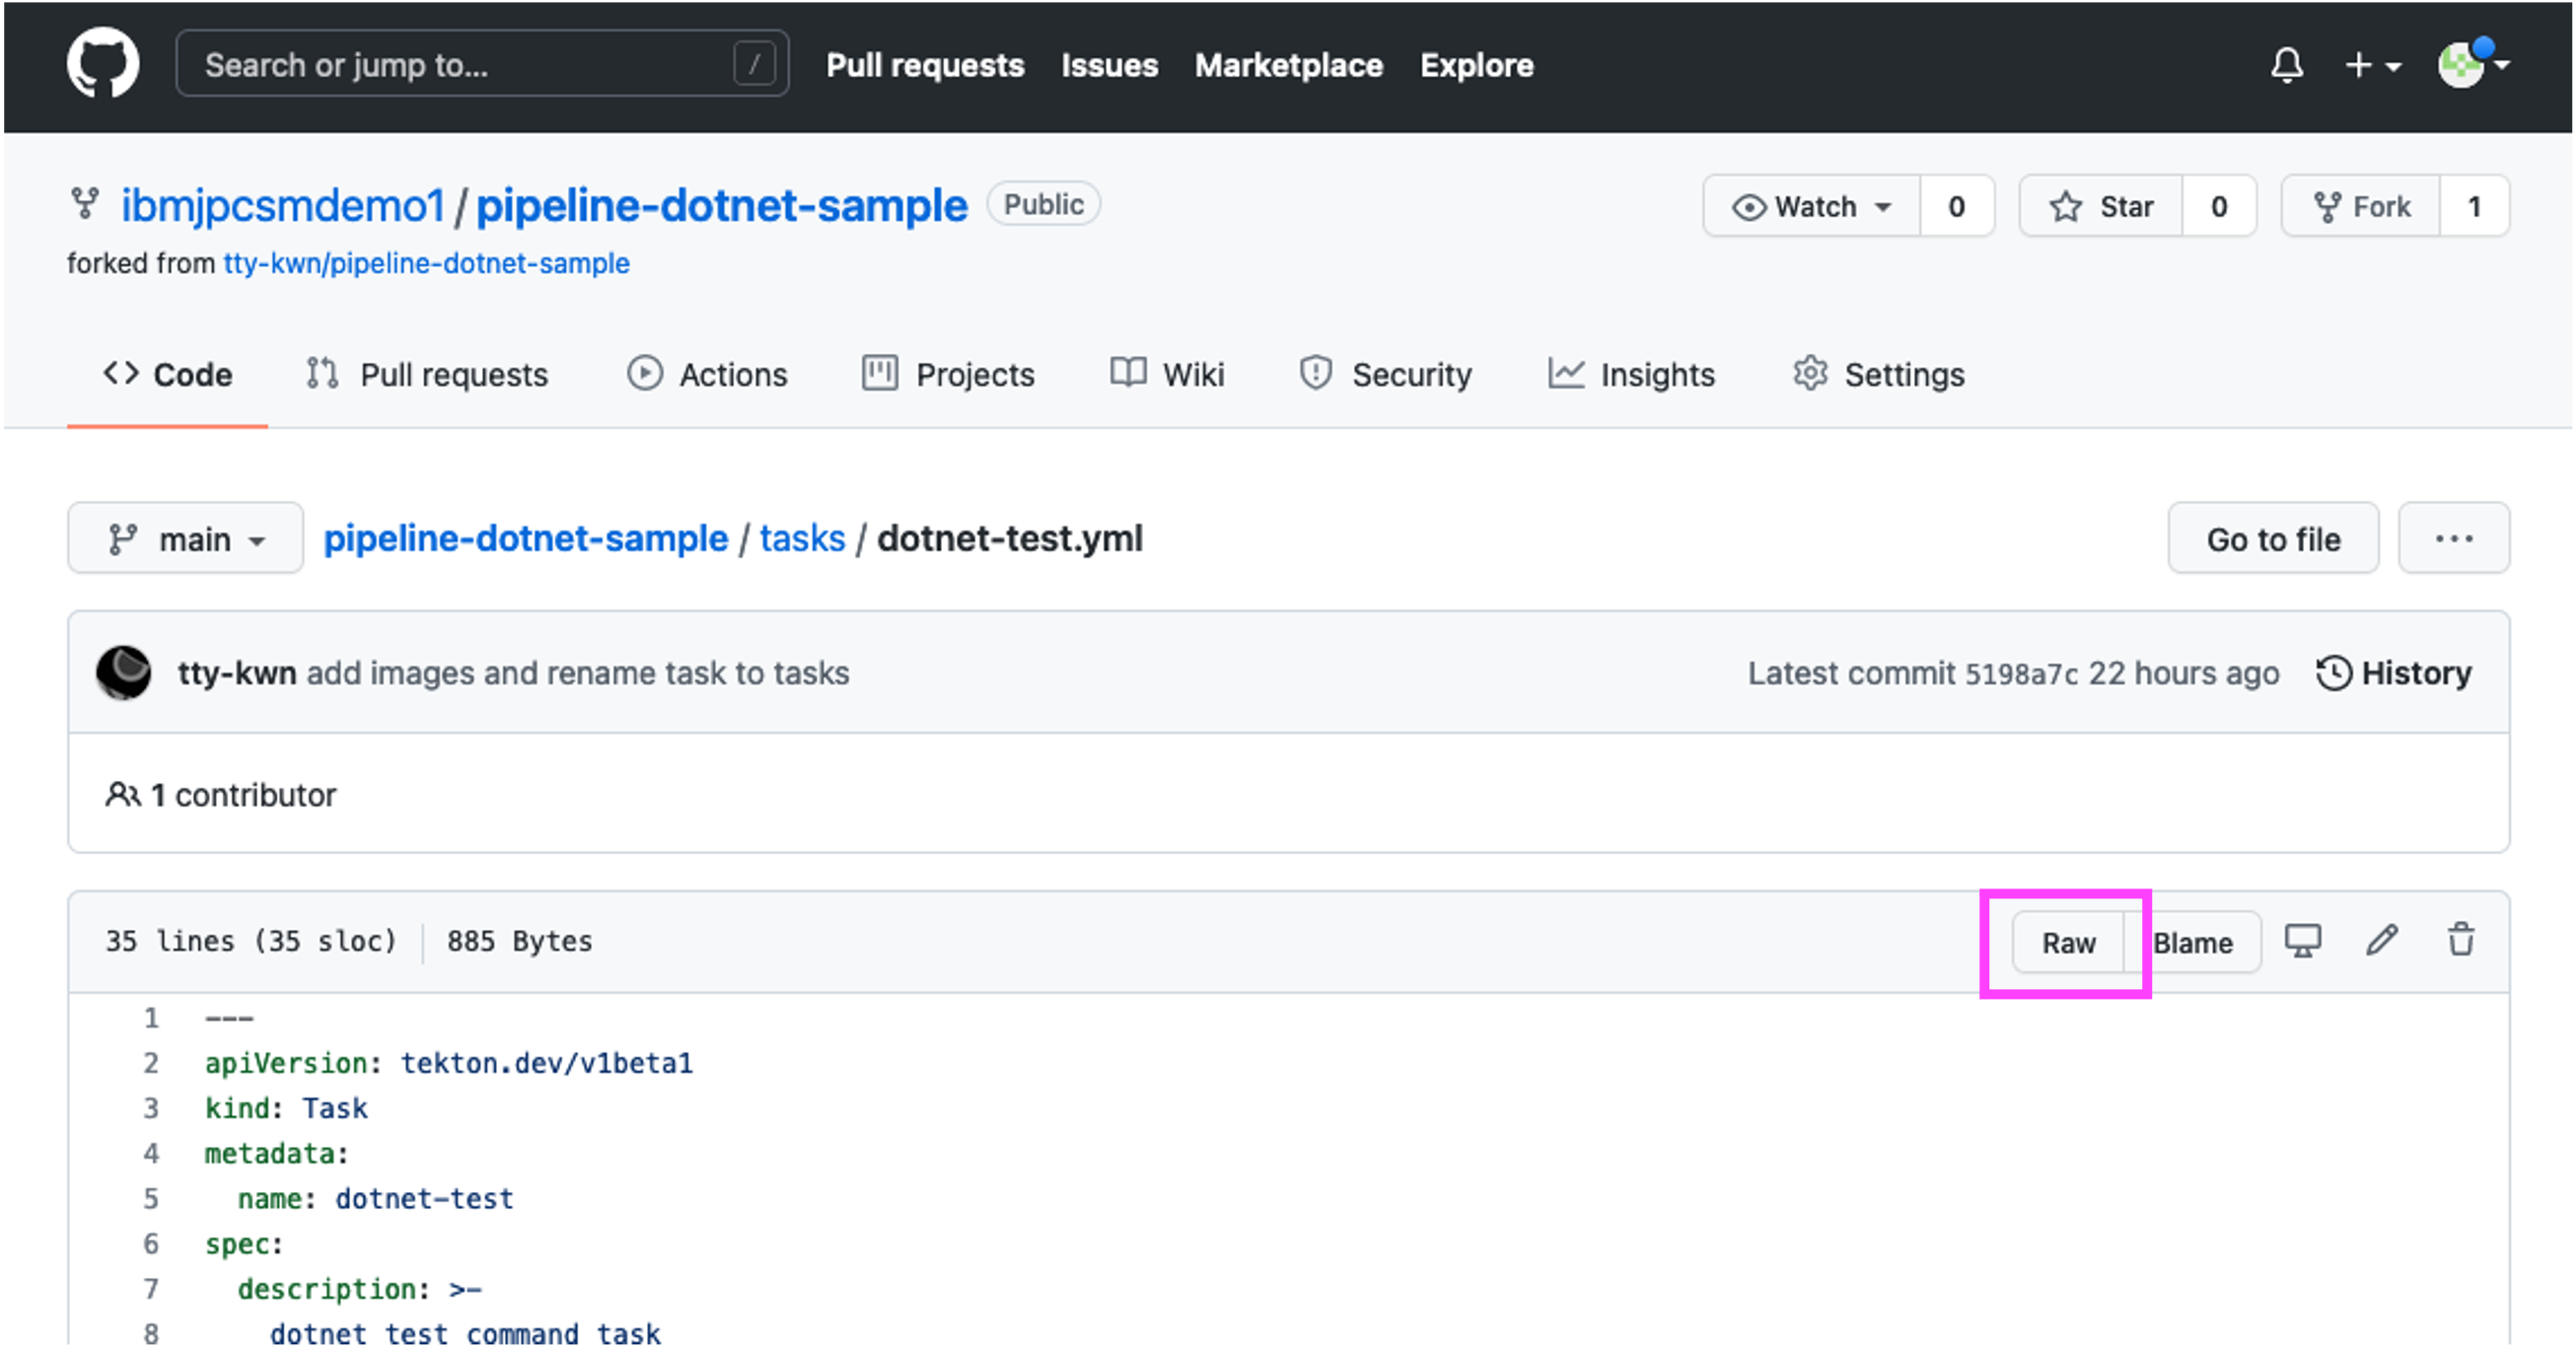 Search or jump to... / Pull requests Issues Marketplace Explore
ibmjpcsmdemo1 / pipeline-dotnet-sample Public Watch 0 Star 0 Fork 1
forked from tty-kwn/pipeline-dotnet-sample
Code Pull requests Actions Projects Wiki Security Insights Settings
main pipeline-dotnet-sample / tasks / dotnet-test.yml Go to file ...
tty-kwn add images and rename task to tasks Latest commit 5198a7c 22 hours ago History
1 contributor
35 lines (35 sloc) 885 Bytes Raw Blame
1 ---
2 apiVersion: tekton.dev/v1beta1
3 kind: Task
4 metadata:
5   name: dotnet-test
6 spec:
7   description: >-
8     dotnet test command task